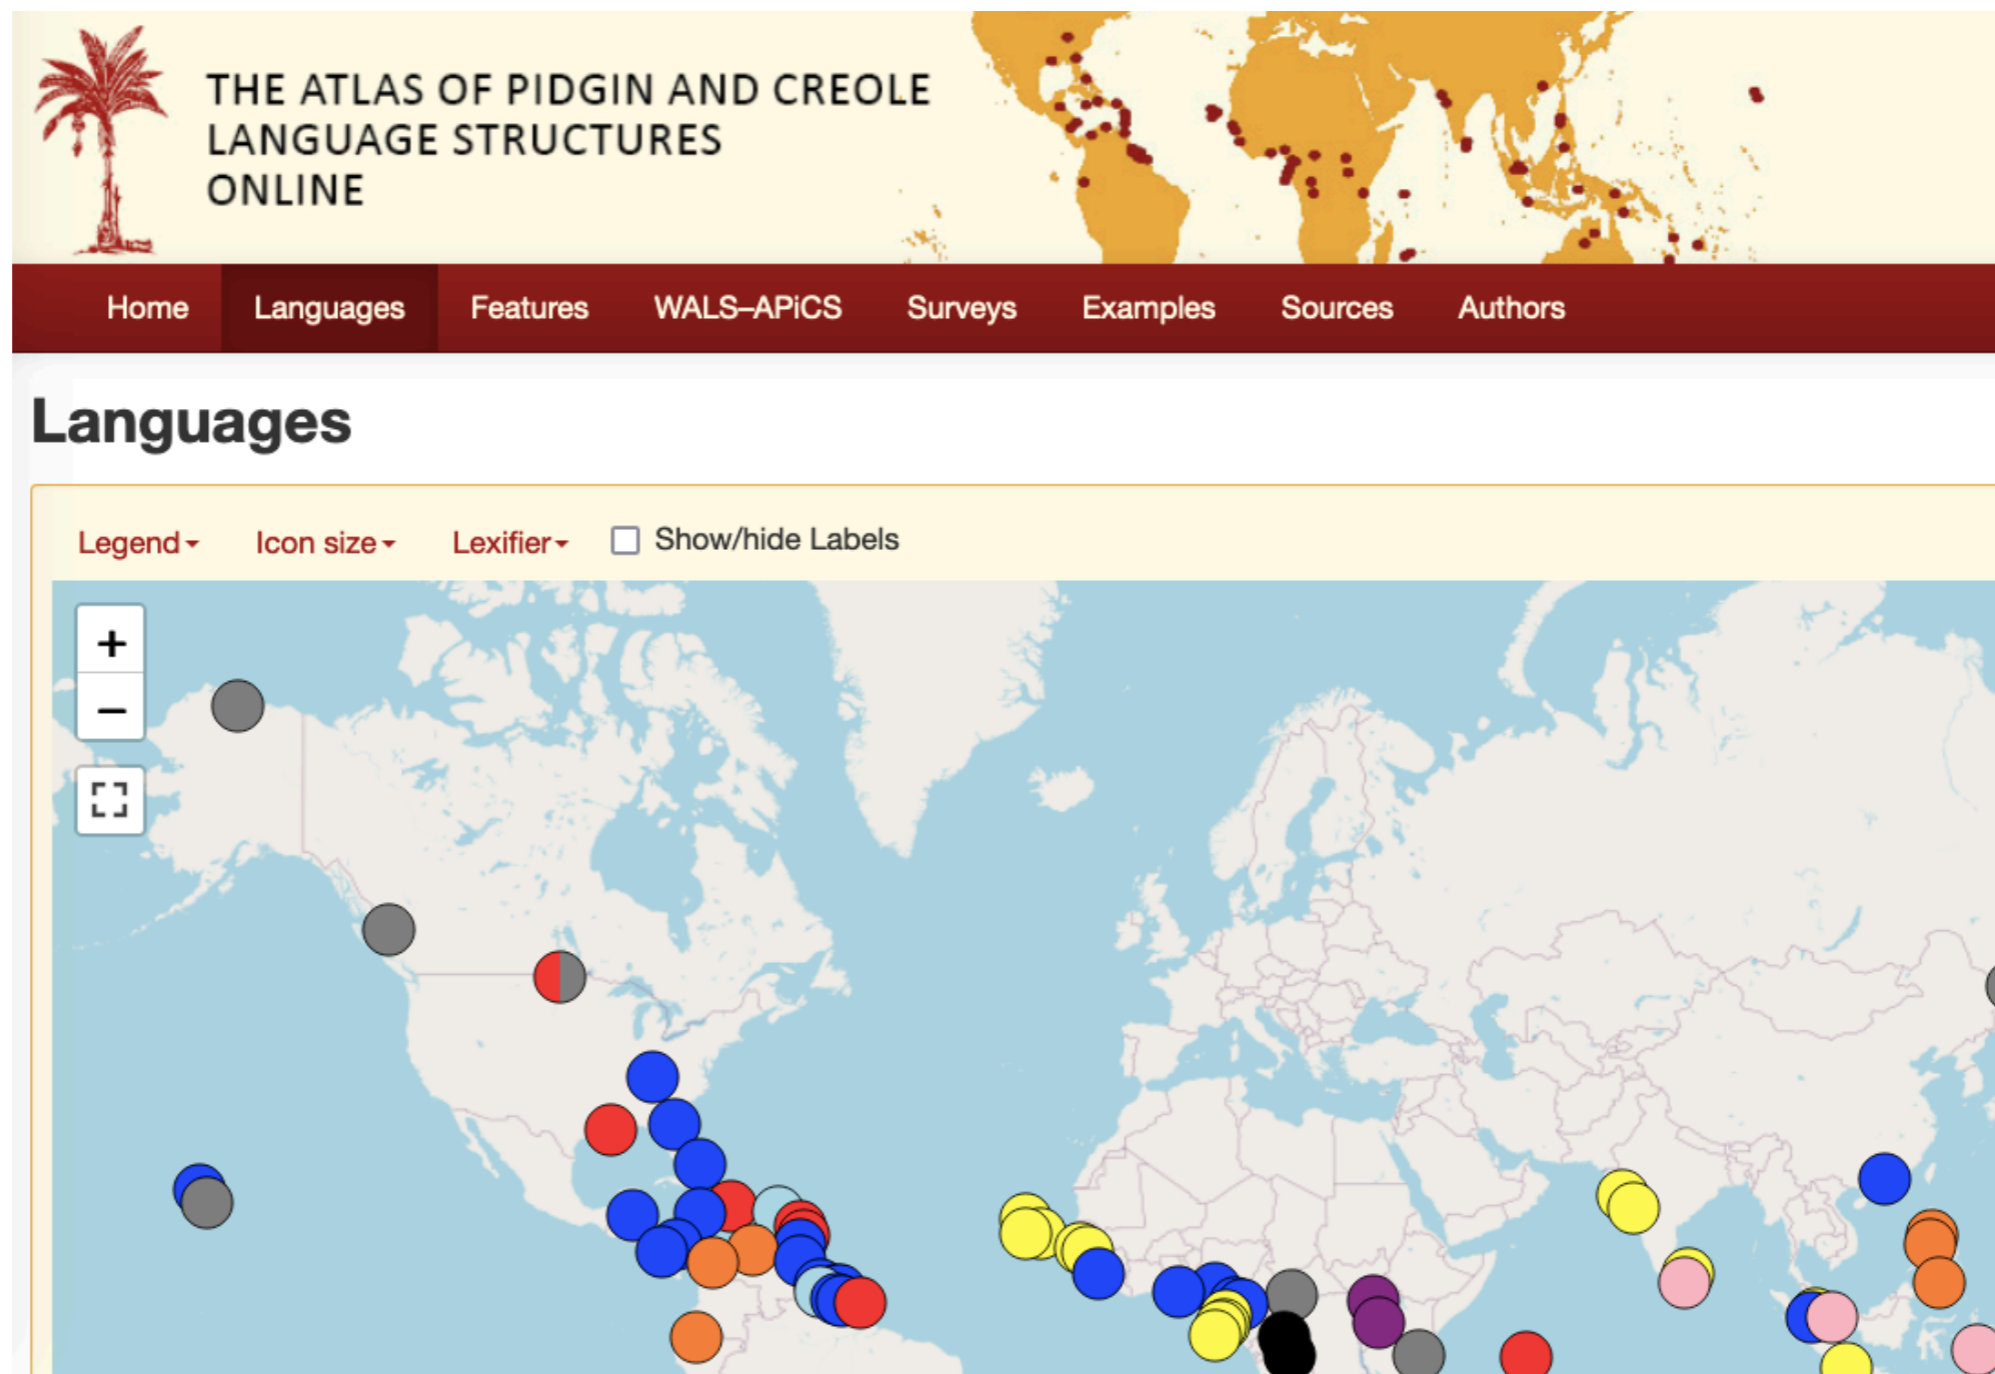 THE ATLAS OF PIDGIN AND CREOLE
LANGUAGE STRUCTURES
ONLINE
Home Languages Features WALS–APiCS Surveys Examples Sources Authors
Languages
Legend Icon size Lexifier Show/hide Labels
+
−